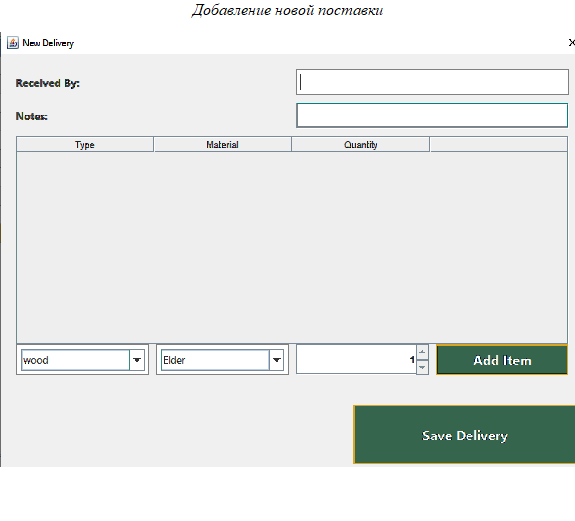 Добавление новой поставки
New Delivery
Received By:
Notes:
Type Material Quantity
wood Elder 1 Add Item
Save Delivery